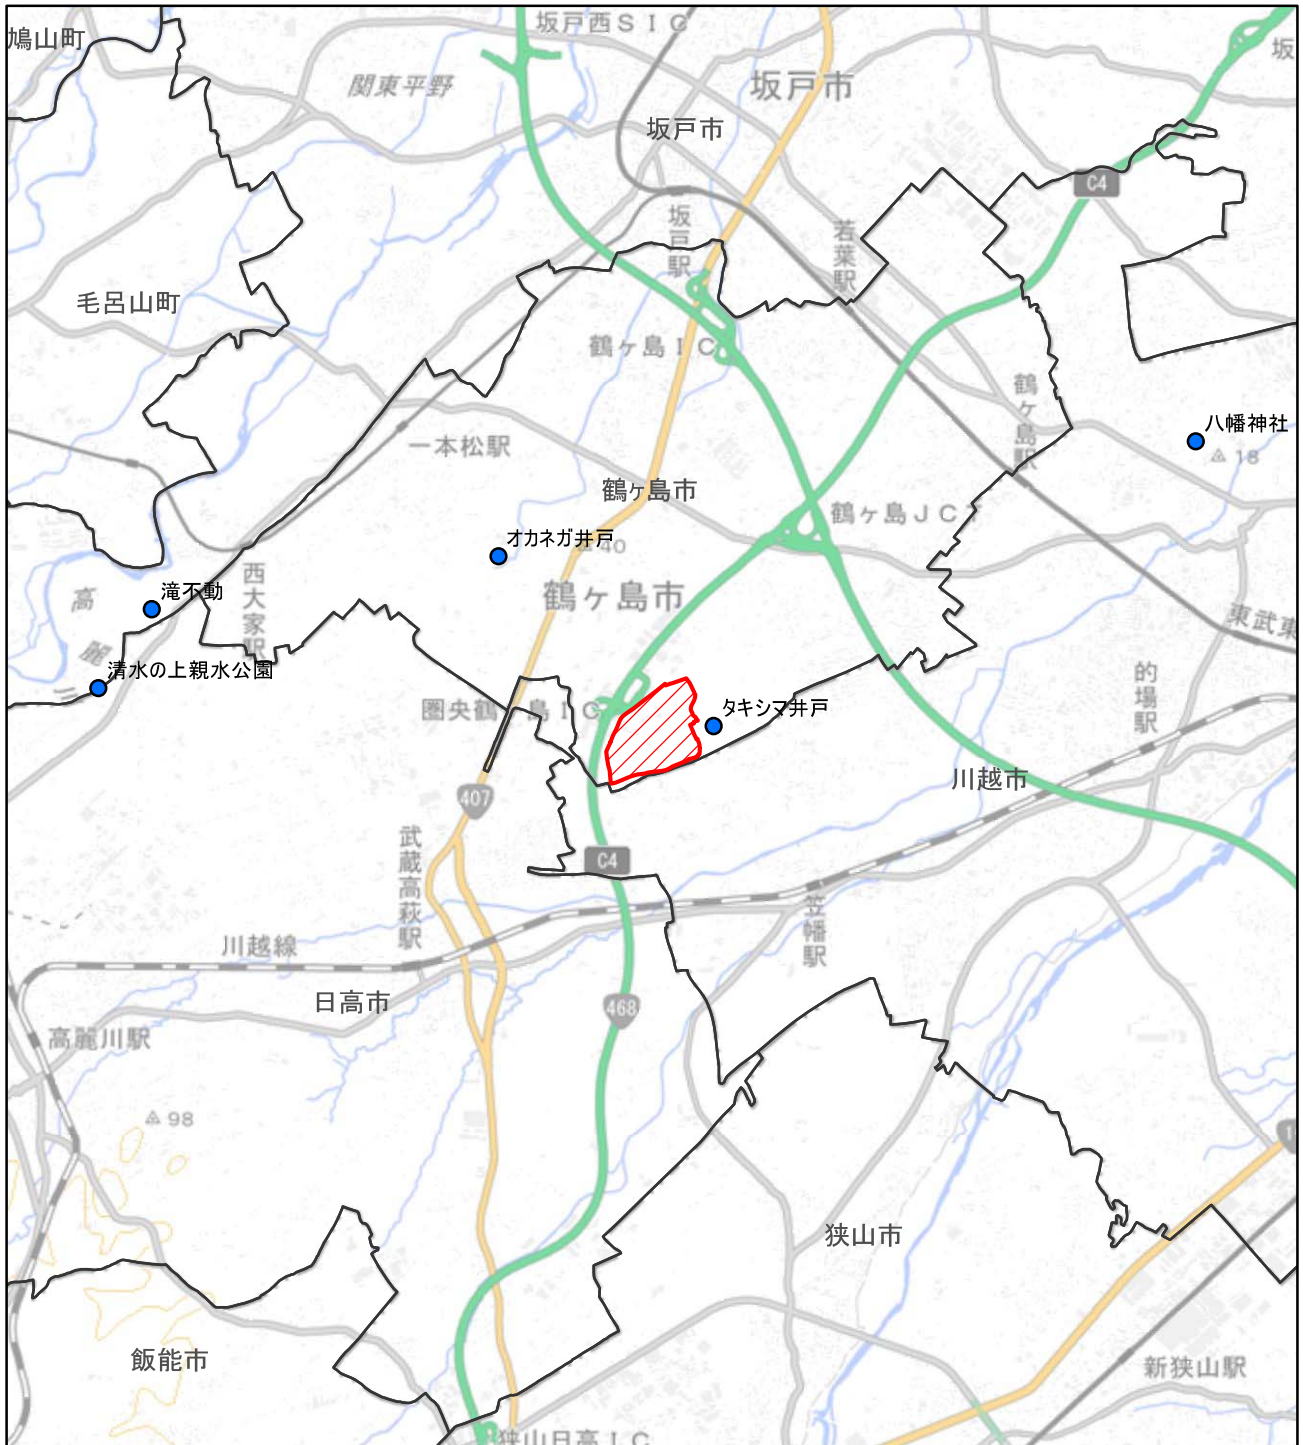 坂戸西ＳＩＣ
鳩山町
坂
関東平野
坂戸市
坂戸市
C4
坂戸駅
若葉駅
毛呂山町
鶴ヶ島ＩＣ
鶴ヶ島駅
八幡神社
18
一本松駅
鶴ヶ島市
鶴ヶ島ＪＣＴ
オカネガ井戸
40
西大家駅
滝不動
高麗川
鶴ヶ島市
東武東
清水の上親水公園
的場駅
圏央鶴ヶ島ＩＣ
タキシマ井戸
川越市
407
武蔵高萩駅
C4
笠幡駅
川越線
日高市
468
高麗川駅
98
狭山市
飯能市
新狭山駅
狭山日高ＩＣ